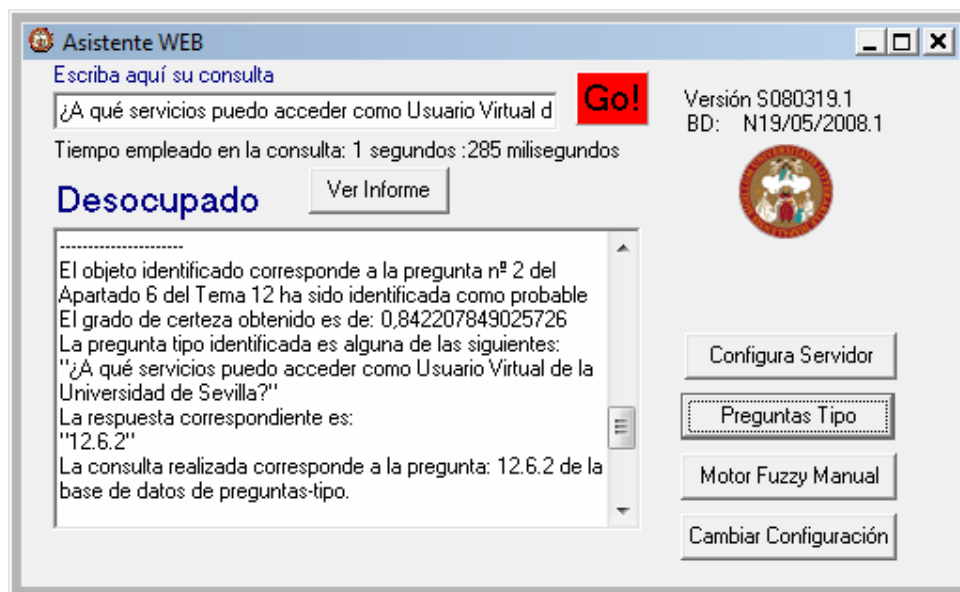 Asistente WEB
Escriba aquí su consulta
¿A qué servicios puedo acceder como Usuario Virtual d
Go!
Versión S080319.1
BD: N19/05/2008.1
Tiempo empleado en la consulta: 1 segundos :285 milisegundos
Desocupado
Ver Informe
----------------------
El objeto identificado corresponde a la pregunta nº 2 del
Apartado 6 del Tema 12 ha sido identificada como probable
El grado de certeza obtenido es de: 0,842207849025726
La pregunta tipo identificada es alguna de las siguientes:
"¿A qué servicios puedo acceder como Usuario Virtual de la
Universidad de Sevilla?"
La respuesta correspondiente es:
"12.6.2"
La consulta realizada corresponde a la pregunta: 12.6.2 de la
base de datos de preguntas-tipo.
Configura Servidor
Preguntas Tipo
Motor Fuzzy Manual
Cambiar Configuración